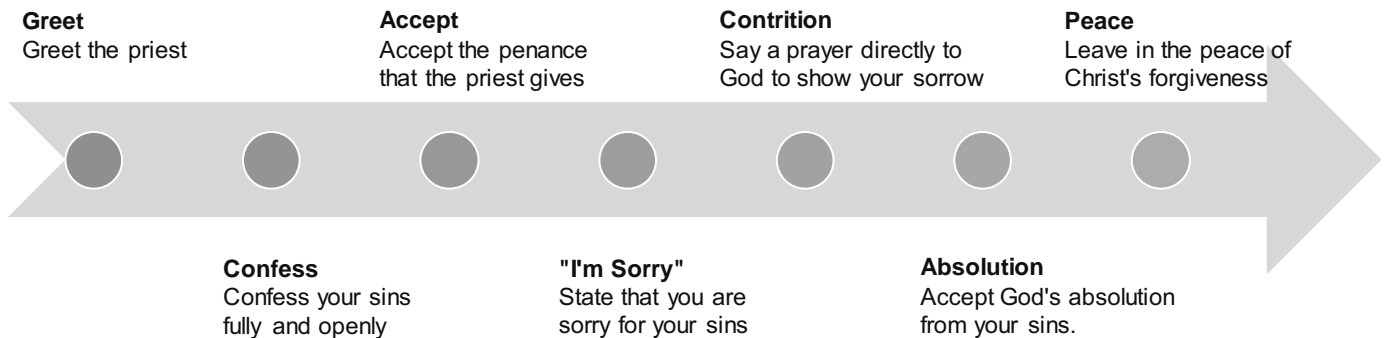 Greet
Greet the priest
Accept
Accept the penance
that the priest gives
Contrition
Say a prayer directly to
God to show your sorrow
Peace
Leave in the peace of
Christ's forgiveness
Confess
Confess your sins
fully and openly
"I'm Sorry"
State that you are
sorry for your sins
Absolution
Accept God's absolution
from your sins.